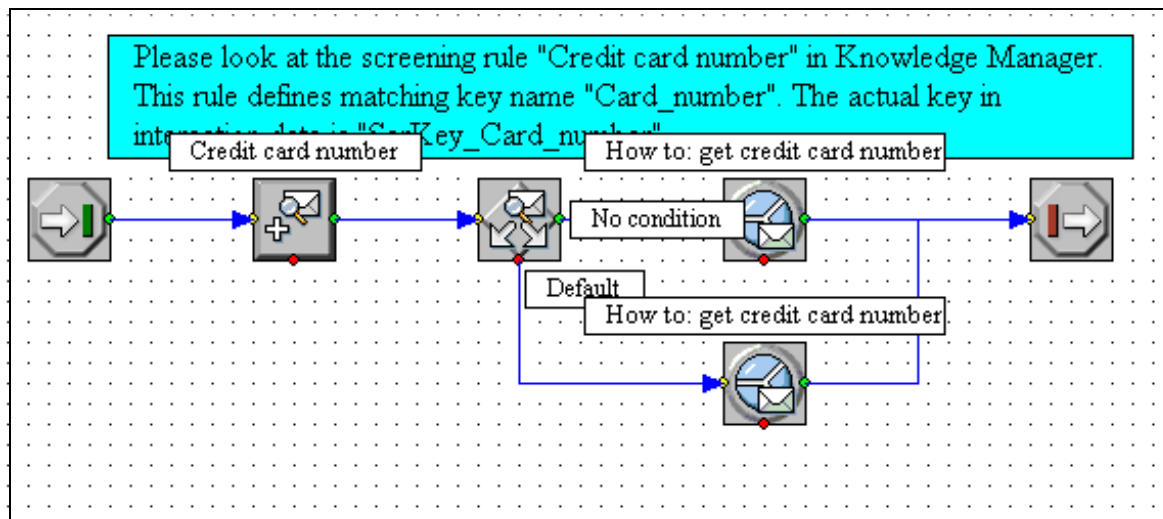 Please look at the screening rule "Credit card number" in Knowledge Manager.
This rule defines matching key name "Card_number". The actual key in
"ScrKey_Card_number"
Credit card number
How to: get credit card number
No condition
Default
How to: get credit card number